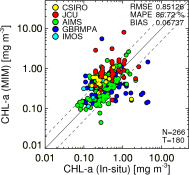 CSIRO
JCU
AIMS
GBRMPA
IMOS
RMSE 0.85126
MAPE 86.72%
BIAS 0.06737
CHL-a (MIM) [mg m-3]
10.00
1.00
0.10
0.01
N=266
T=180
0.01 0.10 1.00 10.00
CHL-a (In-situ) [mg m-3]